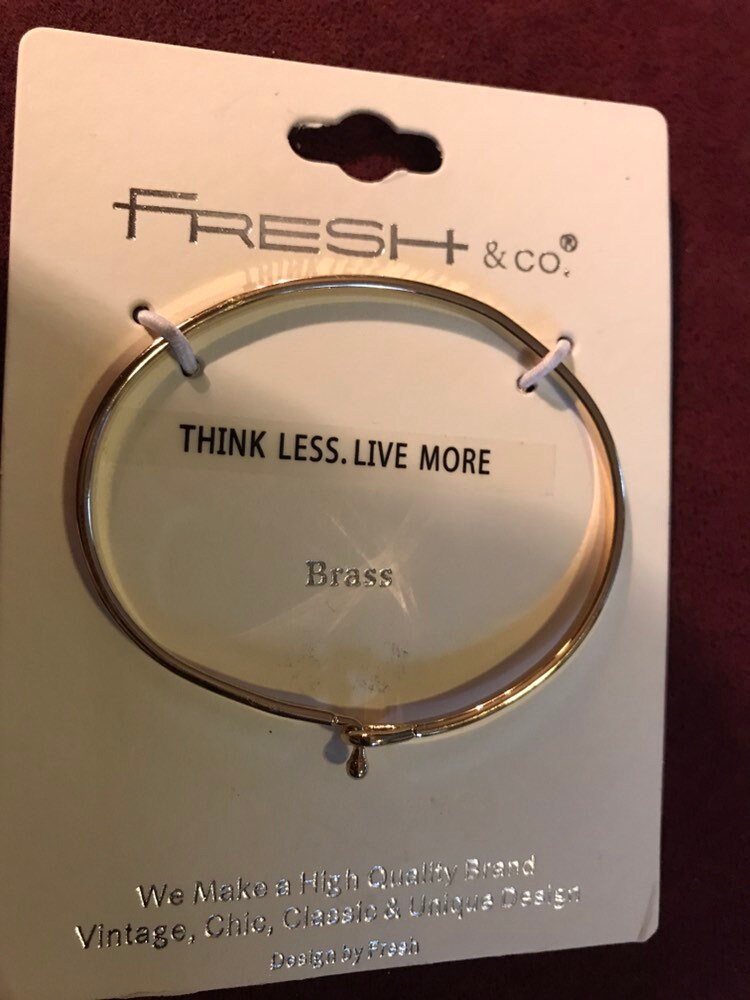 FRESH & CO.®
THINK LESS. LIVE MORE
Brass
We Make a High Quality Brand
Vintage, Chic, Classic & Unique Design
Design by Fresh